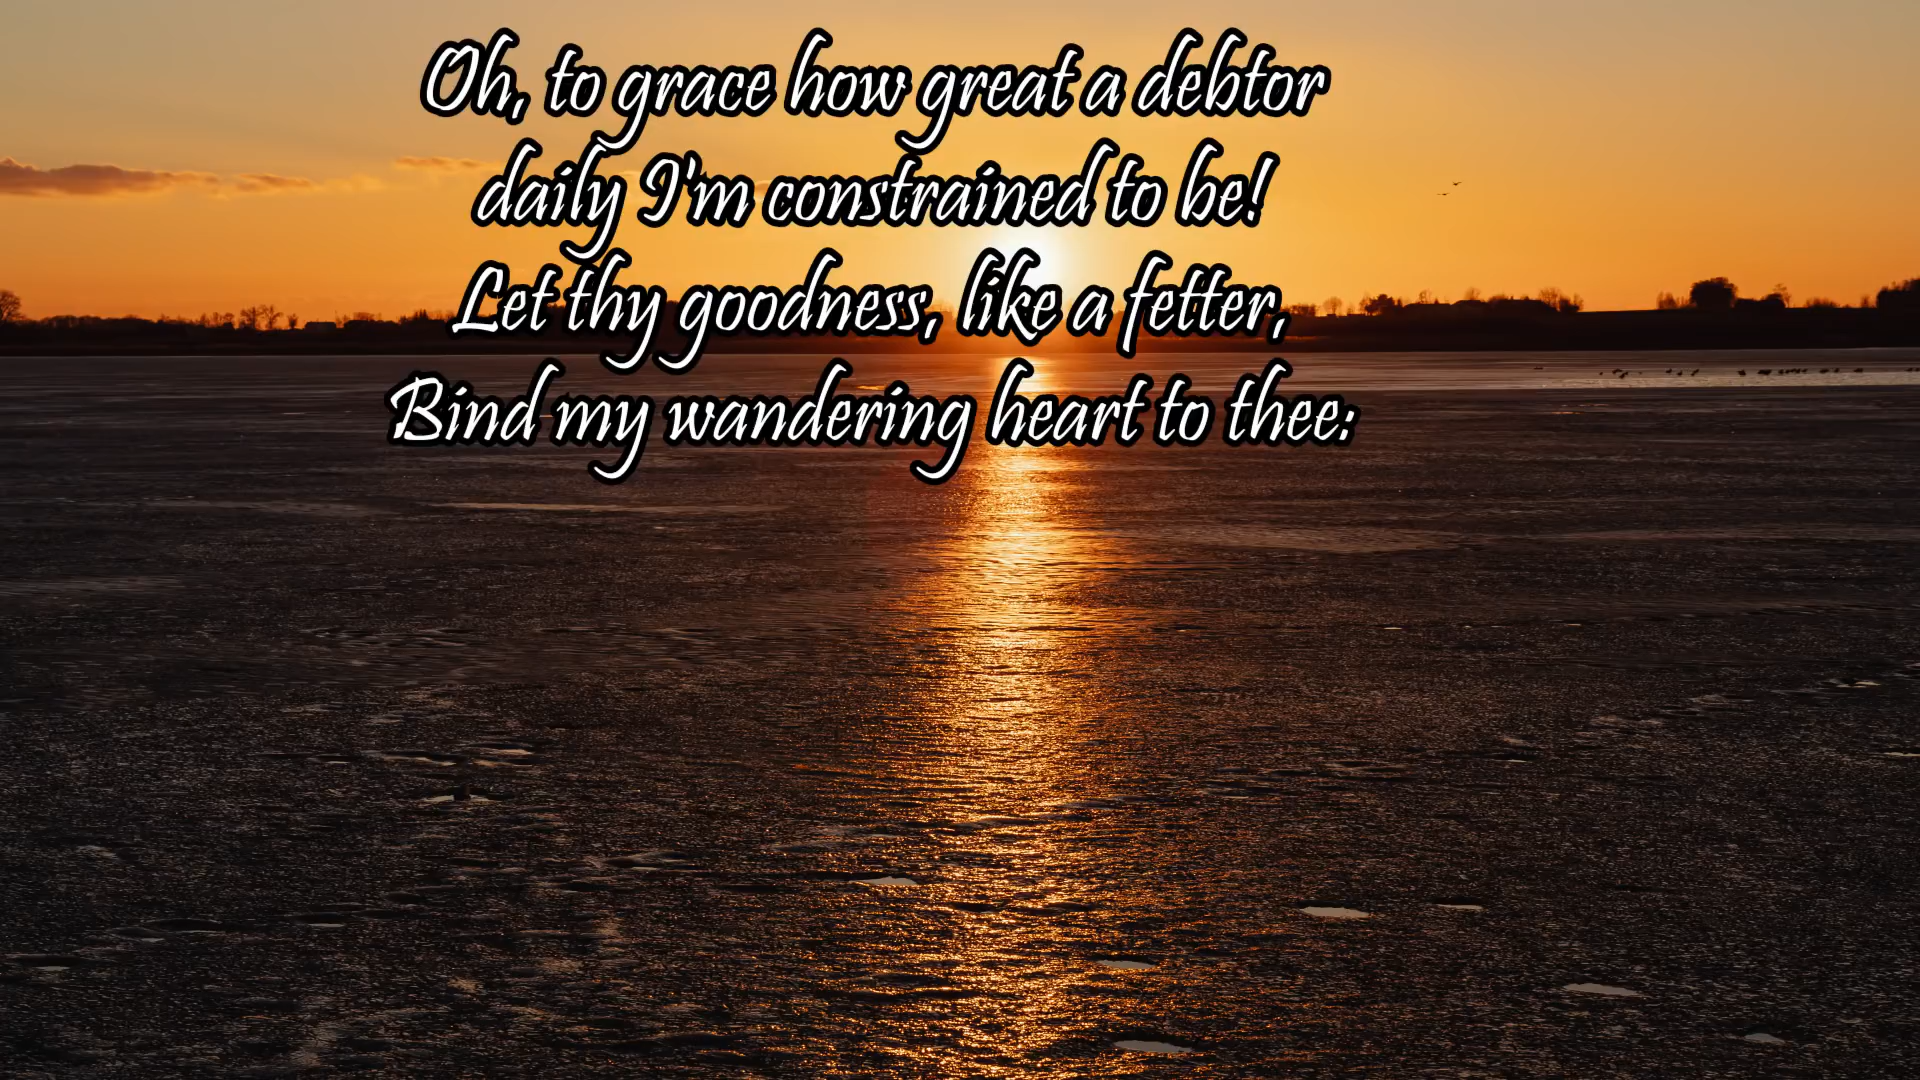 Oh, to grace how great a debtor
daily I'm constrained to be!
Let thy goodness, like a fetter,
Bind my wandering heart to thee: